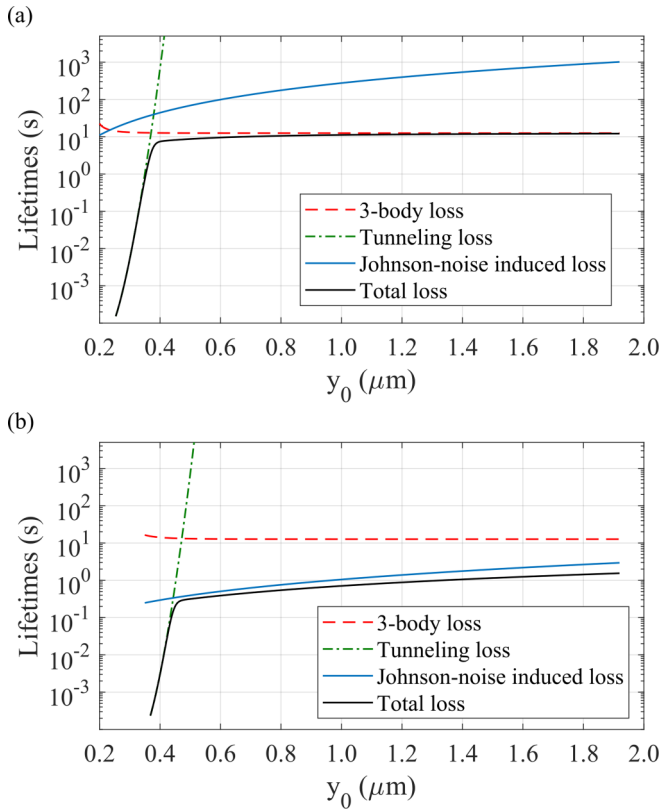 (a)
10^3
10^2
10^1
10^0
10^-1
10^-2
10^-3
Lifetimes (s)
3-body loss
Tunneling loss
Johnson-noise induced loss
Total loss
0.2 0.4 0.6 0.8 1.0 1.2 1.4 1.6 1.8 2.0
y_0 (μm)
(b)
10^3
10^2
10^1
10^0
10^-1
10^-2
10^-3
Lifetimes (s)
3-body loss
Tunneling loss
Johnson-noise induced loss
Total loss
0.2 0.4 0.6 0.8 1.0 1.2 1.4 1.6 1.8 2.0
y_0 (μm)